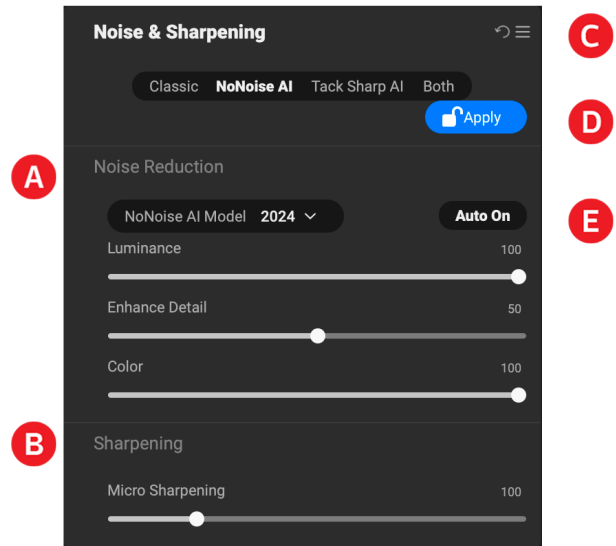 Noise & Sharpening
C
Classic NoNoise AI Tack Sharp AI Both
Apply
D
A
Noise Reduction
NoNoise AI Model 2024
Auto On
E
Luminance 100
Enhance Detail 50
Color 100
B
Sharpening
Micro Sharpening 100